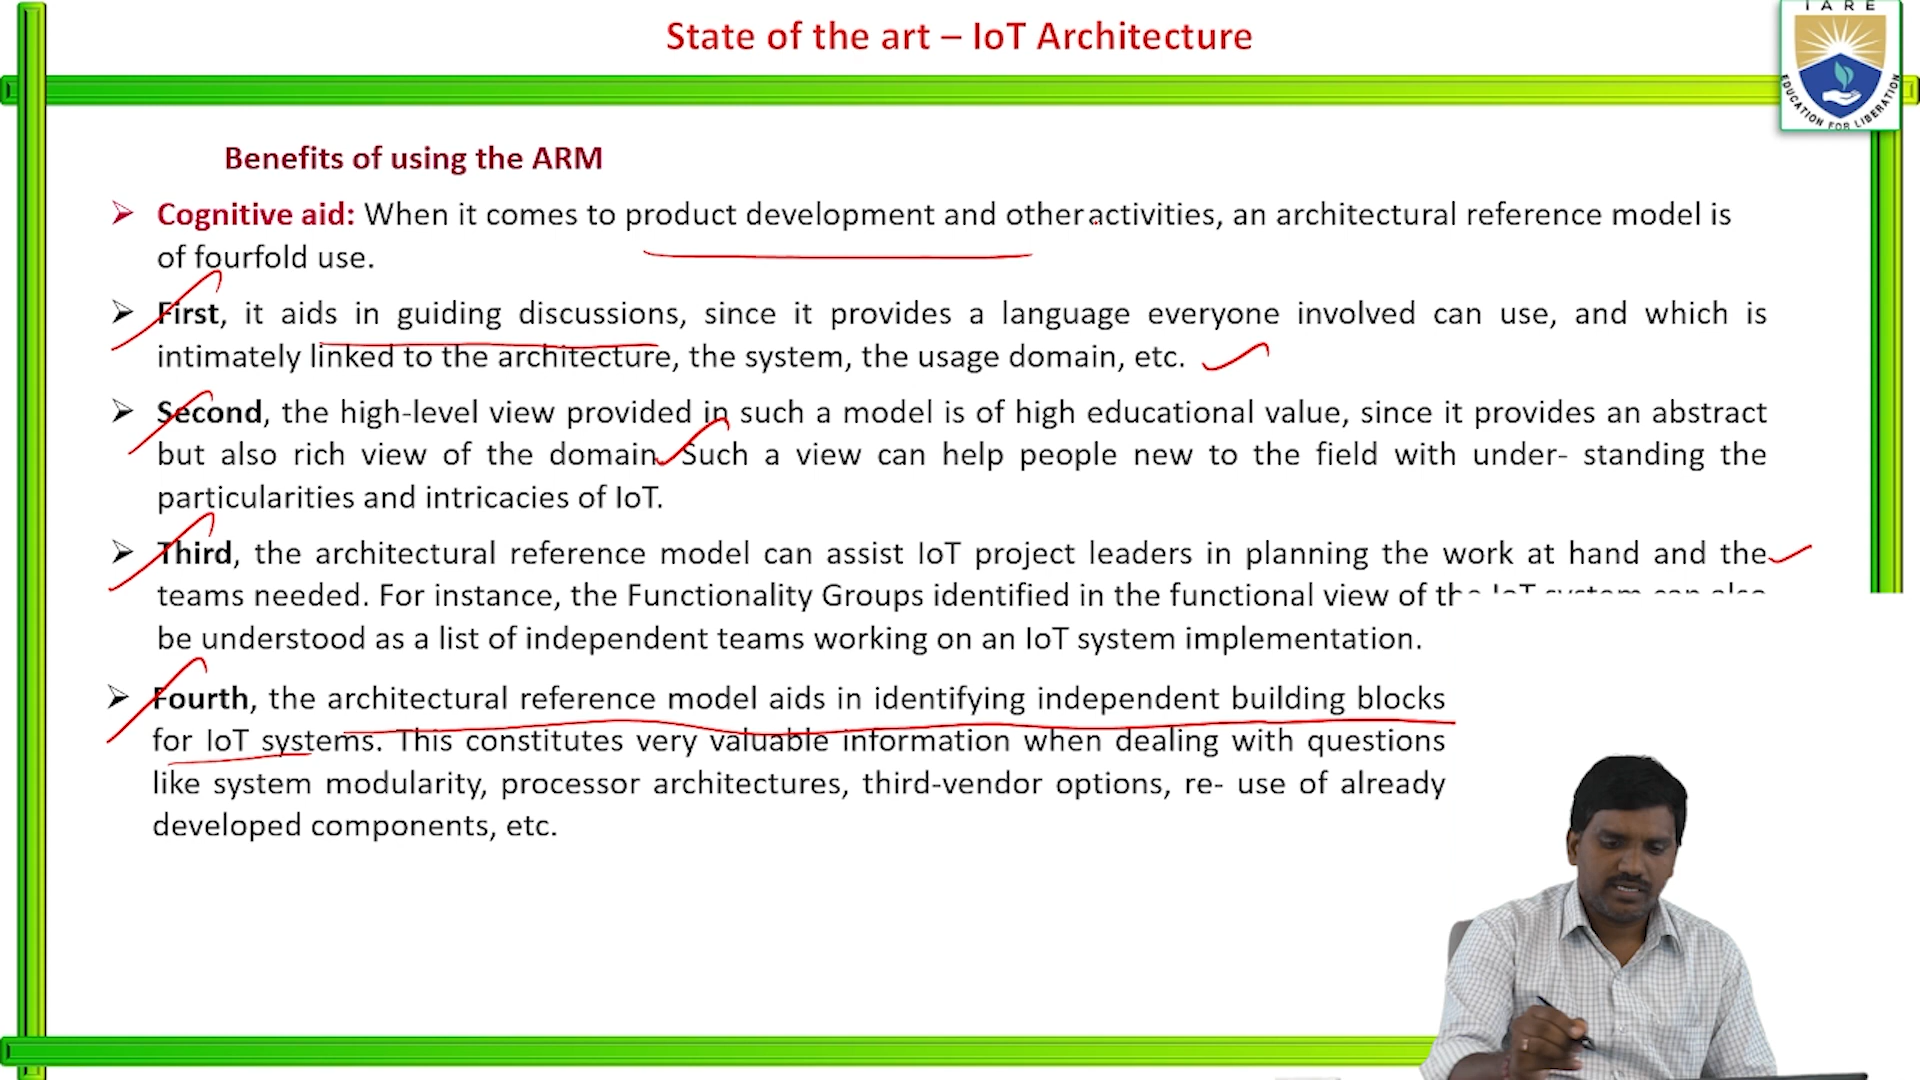 State of the art – IoT Architecture
IARE
EDUCATION FOR LIBERATION
Benefits of using the ARM
Cognitive aid: When it comes to product development and other activities, an architectural reference model is
of fourfold use.
First, it aids in guiding discussions, since it provides a language everyone involved can use, and which is
intimately linked to the architecture, the system, the usage domain, etc.
Second, the high-level view provided in such a model is of high educational value, since it provides an abstract
but also rich view of the domain. Such a view can help people new to the field with under- standing the
particularities and intricacies of IoT.
Third, the architectural reference model can assist IoT project leaders in planning the work at hand and the
teams needed. For instance, the Functionality Groups identified in the functional view of the IoT system can also
be understood as a list of independent teams working on an IoT system implementation.
Fourth, the architectural reference model aids in identifying independent building blocks
for IoT systems. This constitutes very valuable information when dealing with questions
like system modularity, processor architectures, third-vendor options, re- use of already
developed components, etc.